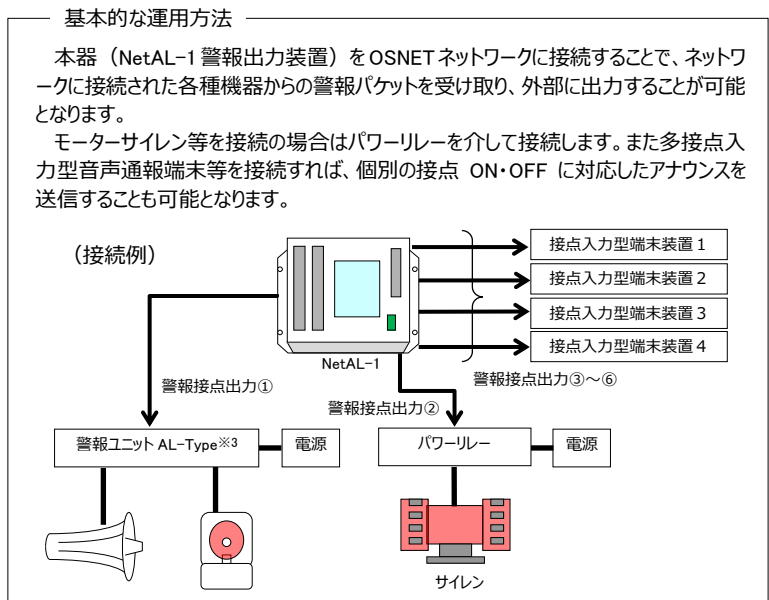 基本的な運用方法
本器（NetAL-1 警報出力装置）をOSNETネットワークに接続することで、ネットワ
ークに接続された各種機器からの警報パケットを受け取り、外部に出力することが可能
となります。
モーターサイレン等を接続の場合はパワーリレーを介して接続します。また多接点入
力型音声通報端末等を接続すれば、個別の接点 ON・OFF に対応したアナウンスを
送信することも可能となります。
（接続例）
接点入力型端末装置１
接点入力型端末装置２
接点入力型端末装置３
接点入力型端末装置４
NetAL-1
警報接点出力①
警報接点出力②
警報接点出力③～⑥
警報ユニット AL-Type※3
電源
パワーリレー
電源
サイレン